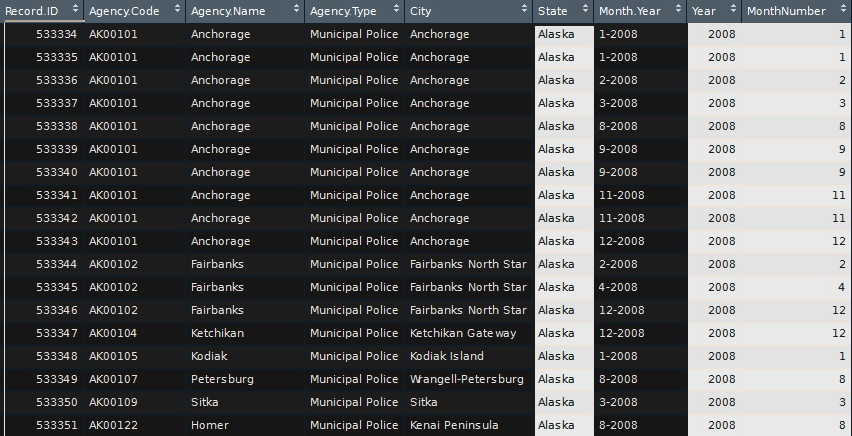 Record.ID Agency.Code Agency.Name Agency.Type City State Month.Year Year MonthNumber
533334 AK00101 Anchorage Municipal Police Anchorage Alaska 1-2008 2008 1
533335 AK00101 Anchorage Municipal Police Anchorage Alaska 1-2008 2008 1
533336 AK00101 Anchorage Municipal Police Anchorage Alaska 2-2008 2008 2
533337 AK00101 Anchorage Municipal Police Anchorage Alaska 3-2008 2008 3
533338 AK00101 Anchorage Municipal Police Anchorage Alaska 8-2008 2008 8
533339 AK00101 Anchorage Municipal Police Anchorage Alaska 9-2008 2008 9
533340 AK00101 Anchorage Municipal Police Anchorage Alaska 9-2008 2008 9
533341 AK00101 Anchorage Municipal Police Anchorage Alaska 11-2008 2008 11
533342 AK00101 Anchorage Municipal Police Anchorage Alaska 11-2008 2008 11
533343 AK00101 Anchorage Municipal Police Anchorage Alaska 12-2008 2008 12
533344 AK00102 Fairbanks Municipal Police Fairbanks North Star Alaska 2-2008 2008 2
533345 AK00102 Fairbanks Municipal Police Fairbanks North Star Alaska 4-2008 2008 4
533346 AK00102 Fairbanks Municipal Police Fairbanks North Star Alaska 12-2008 2008 12
533347 AK00104 Ketchikan Municipal Police Ketchikan Gateway Alaska 12-2008 2008 12
533348 AK00105 Kodiak Municipal Police Kodiak Island Alaska 1-2008 2008 1
533349 AK00107 Petersburg Municipal Police Wrangell-Petersburg Alaska 8-2008 2008 8
533350 AK00109 Sitka Municipal Police Sitka Alaska 3-2008 2008 3
533351 AK00122 Homer Municipal Police Kenai Peninsula Alaska 8-2008 2008 8